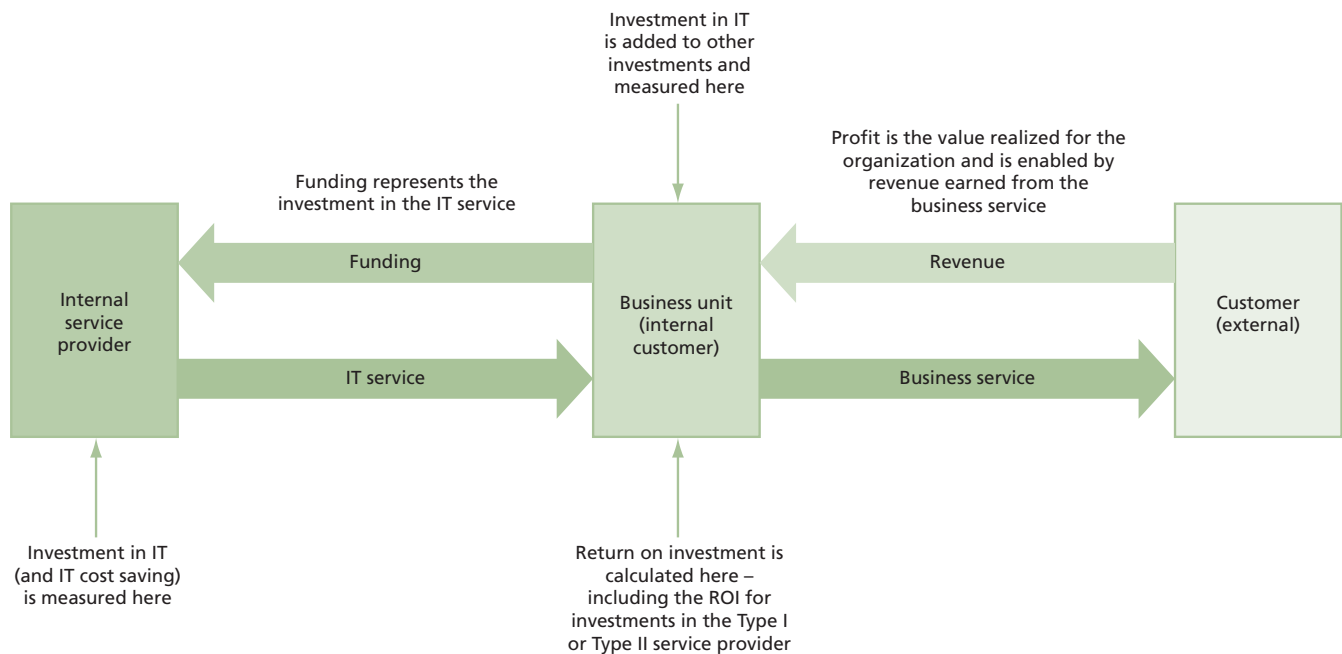 Investment in IT
is added to other
investments and
measured here
Profit is the value realized for the
organization and is enabled by
revenue earned from the
business service
Funding represents the
investment in the IT service
Funding
Revenue
Internal
service
provider
Business unit
(internal
customer)
Customer
(external)
IT service
Business service
Investment in IT
(and IT cost saving)
is measured here
Return on investment is
calculated here –
including the ROI for
investments in the Type I
or Type II service provider